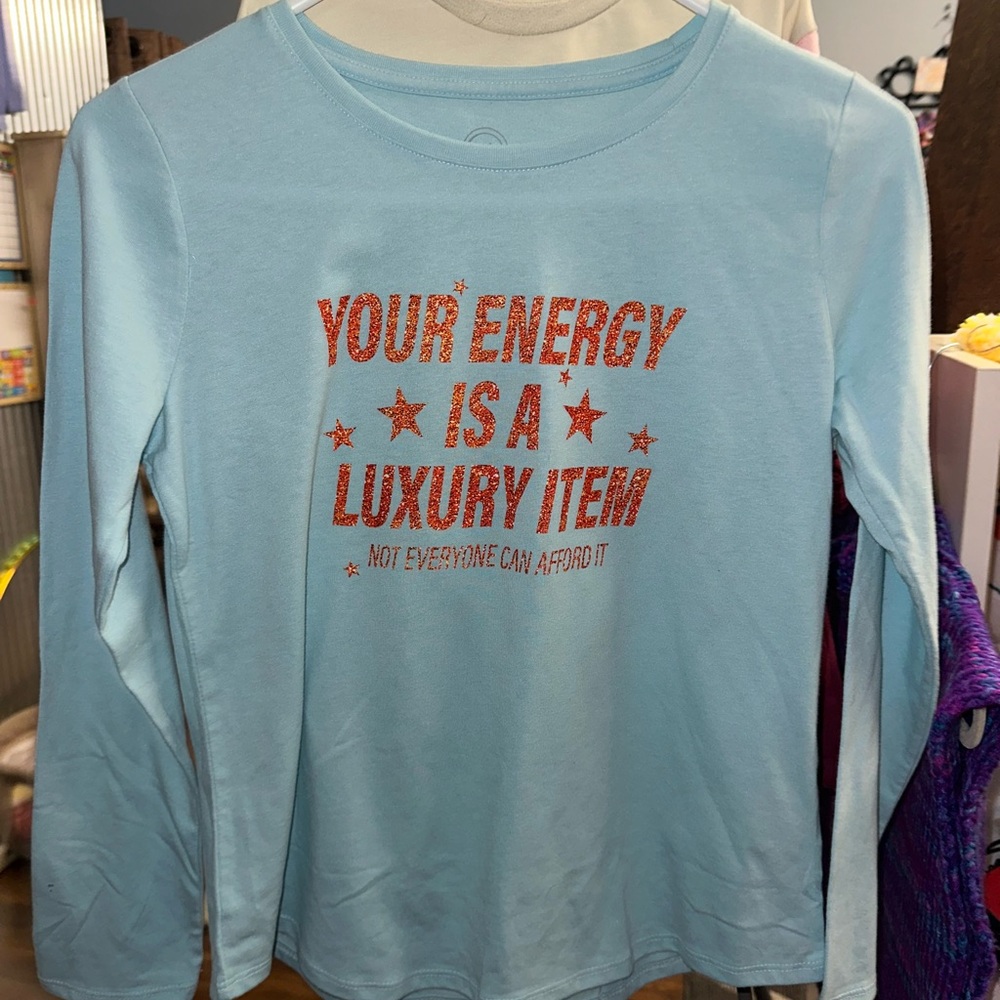 YOUR ENERGY
IS A
LUXURY ITEM
NOT EVERYONE CAN AFFORD IT